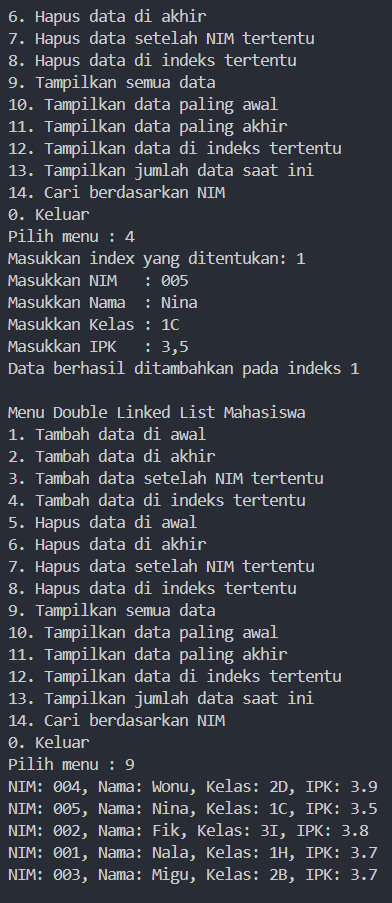 6. Hapus data di akhir
7. Hapus data setelah NIM tertentu
8. Hapus data di indeks tertentu
9. Tampilkan semua data
10. Tampilkan data paling awal
11. Tampilkan data paling akhir
12. Tampilkan data di indeks tertentu
13. Tampilkan jumlah data saat ini
14. Cari berdasarkan NIM
0. Keluar
Pilih menu : 4
Masukkan index yang ditentukan: 1
Masukkan NIM   : 005
Masukkan Nama  : Nina
Masukkan Kelas : 1C
Masukkan IPK   : 3,5
Data berhasil ditambahkan pada indeks 1

Menu Double Linked List Mahasiswa
1. Tambah data di awal
2. Tambah data di akhir
3. Tambah data setelah NIM tertentu
4. Tambah data di indeks tertentu
5. Hapus data di awal
6. Hapus data di akhir
7. Hapus data setelah NIM tertentu
8. Hapus data di indeks tertentu
9. Tampilkan semua data
10. Tampilkan data paling awal
11. Tampilkan data paling akhir
12. Tampilkan data di indeks tertentu
13. Tampilkan jumlah data saat ini
14. Cari berdasarkan NIM
0. Keluar
Pilih menu : 9
NIM: 004, Nama: Wonu, Kelas: 2D, IPK: 3.9
NIM: 005, Nama: Nina, Kelas: 1C, IPK: 3.5
NIM: 002, Nama: Fik, Kelas: 3I, IPK: 3.8
NIM: 001, Nama: Nala, Kelas: 1H, IPK: 3.7
NIM: 003, Nama: Migu, Kelas: 2B, IPK: 3.7